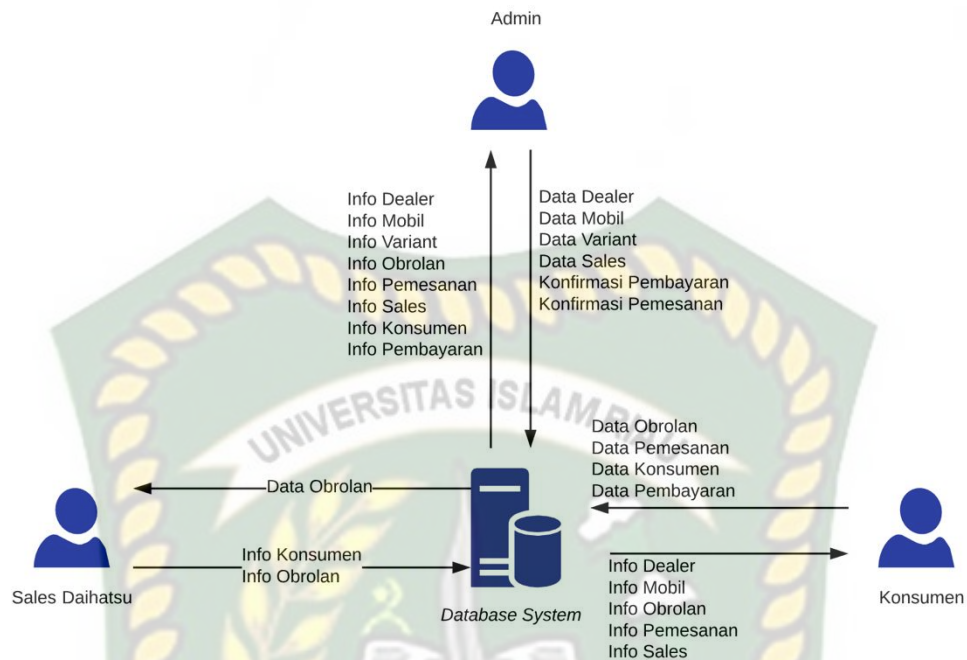 Admin
Info Dealer
Info Mobil
Info Variant
Info Obrolan
Info Pemesanan
Info Sales
Info Konsumen
Info Pembayaran
Data Dealer
Data Mobil
Data Variant
Data Sales
Konfirmasi Pembayaran
Konfirmasi Pemesanan
UNIVERSITAS ISLAM RIAU
Data Obrolan
Data Pemesanan
Data Konsumen
Data Pembayaran
Data Obrolan
Info Konsumen
Info Obrolan
Sales Daihatsu
Database System
Info Dealer
Info Mobil
Info Obrolan
Info Pemesanan
Info Sales
Konsumen